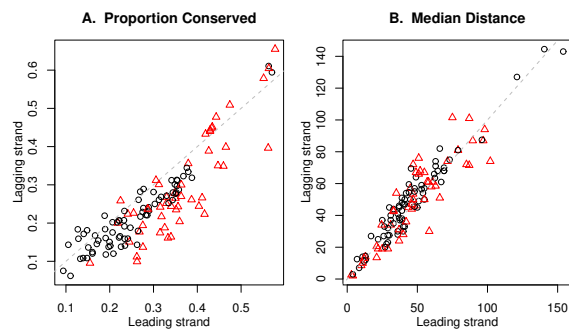 A. Proportion Conserved
Lagging strand
0.6
0.5
0.4
0.3
0.2
0.1
0.1 0.2 0.3 0.4 0.5
Leading strand
B. Median Distance
Lagging strand
140
100
80
60
40
20
0
0 50 100 150
Leading strand